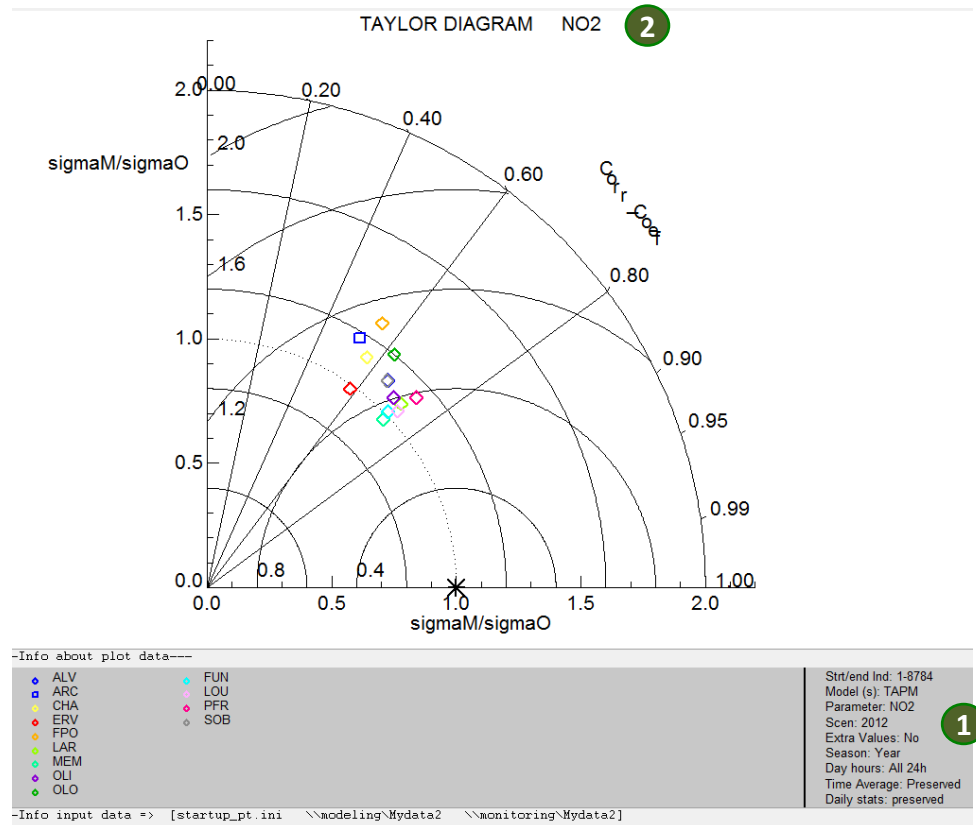 TAYLOR DIAGRAM NO2
2
2.0
0.00
0.20
0.40
0.60
0.80
0.90
0.95
0.99
1.00
Corr_Coef
sigmaM/sigmaO
2.0
1.6
1.2
0.8
0.4
1.5
1.0
0.5
0.0
0.0
0.5
1.0
1.5
2.0
sigmaM/sigmaO
-Info about plot data---
ALV
ARC
CHA
ERV
FPO
LAR
MEM
OLI
OLO
FUN
LOU
PFR
SOB
Strt/end Ind: 1-8784
Model (s): TAPM
Parameter: NO2
Scen: 2012
Extra Values: No
Season: Year
Day hours: All 24h
Time Average: Preserved
Daily stats: preserved
1
-Info input data => [startup_pt.ini \\modeling\Mydata2 \\monitoring\Mydata2]